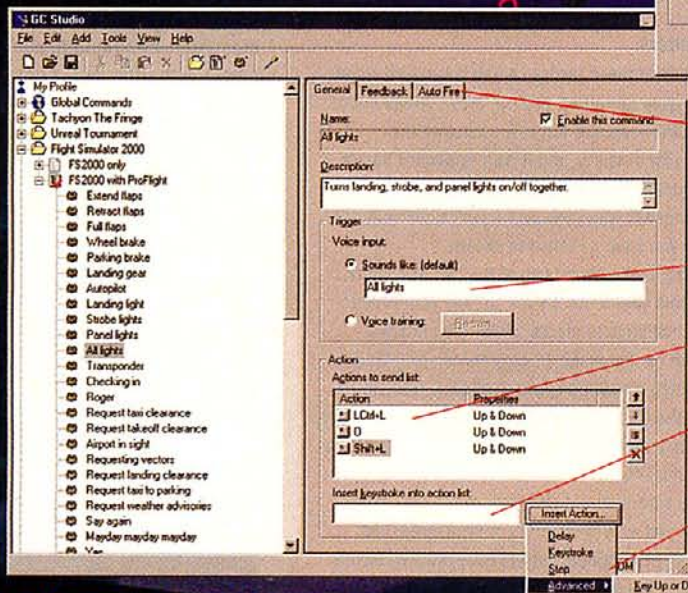 GC Studio
File Edit Add Tools View Help
My Profile
Global Commands
Tachyon The Fringe
Unreal Tournament
Flight Simulator 2000
FS2000 only
FS2000 with ProFlight
Extend flaps
Retract flaps
Full flaps
Wheel brake
Parking brake
Landing gear
Autopilot
Landing light
Strobe lights
Panel lights
All lights
Transponder
Checking in
Roger
Request taxi clearance
Request takeoff clearance
Airport in sight
Requesting vectors
Request landing clearance
Request taxi to parking
Request weather advisories
Say again
Mayday mayday mayday
Yes
General Feedback Auto Fire
Name:
Enable this command
All lights
Description:
Turns landing, strobe, and panel lights on/off together.
Trigger
Voice input:
Sounds like: (default)
All lights
Voice training:
Action
Actions to send list:
Action Properties
LCtrl+L Up & Down
O Up & Down
Shift+L Up & Down
Insert keystroke into action list:
Insert Action...
Delay
Keystroke
Step
Advanced
Key Up or D